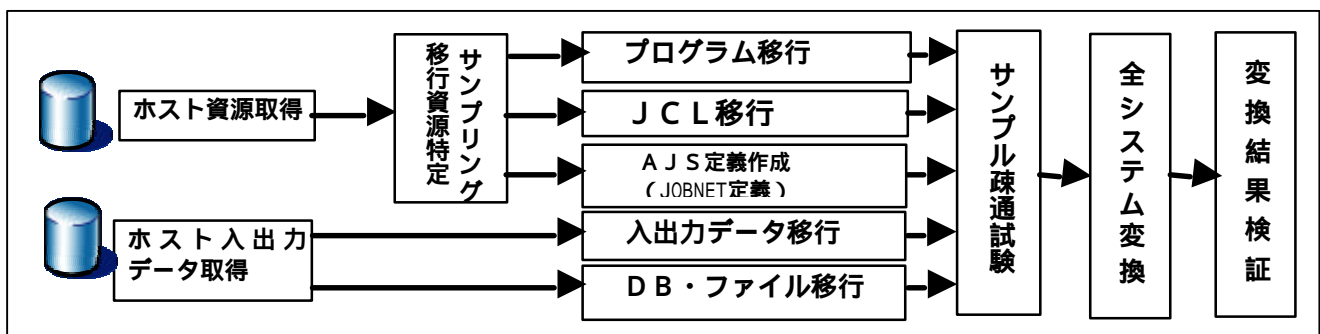 ホスト資源取得
サンプリング
移行資源特定
プログラム移行
ＪＣＬ移行
ＡＪＳ定義作成
（JOBNET定義）
ホスト入出力
データ取得
入出力データ移行
ＤＢ・ファイル移行
サンプル疎通試験
全システム変換
変換結果検証